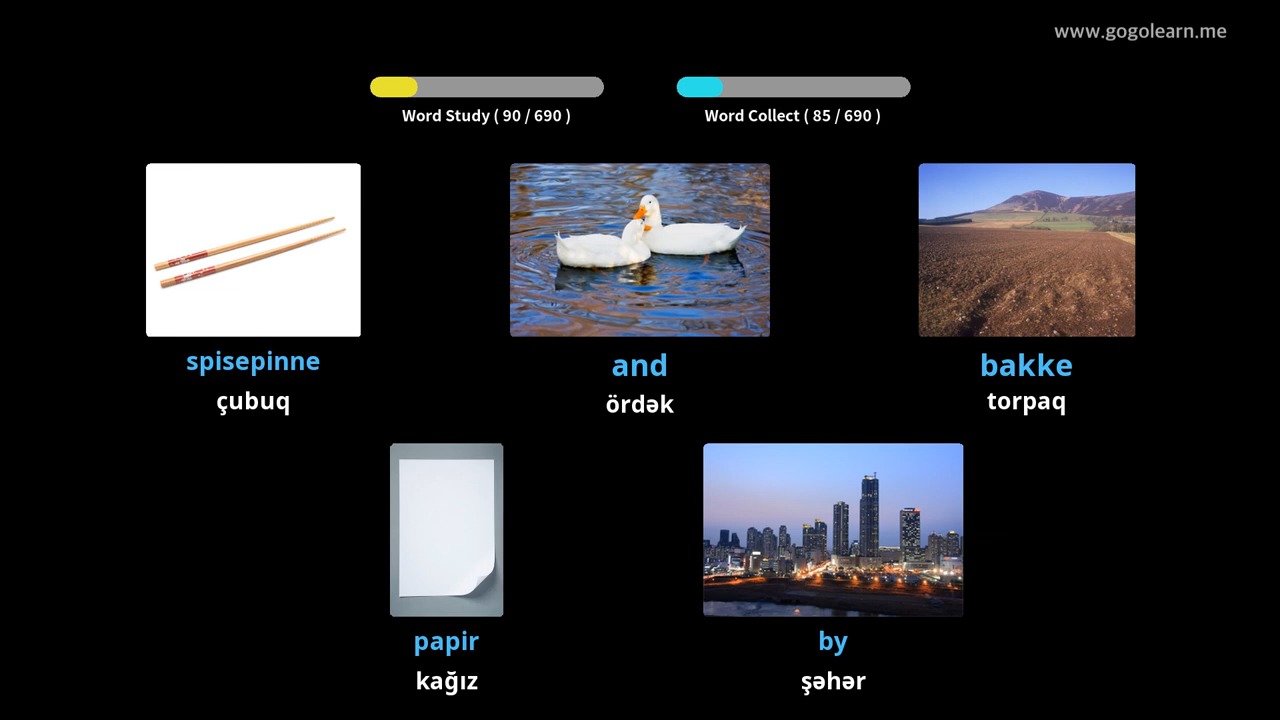 www.gogolearn.me
Word Study ( 90 / 690 )
Word Collect ( 85 / 690 )
spisepinne
çubuq
and
ördək
bakke
torpaq
papir
kağız
by
şəhər